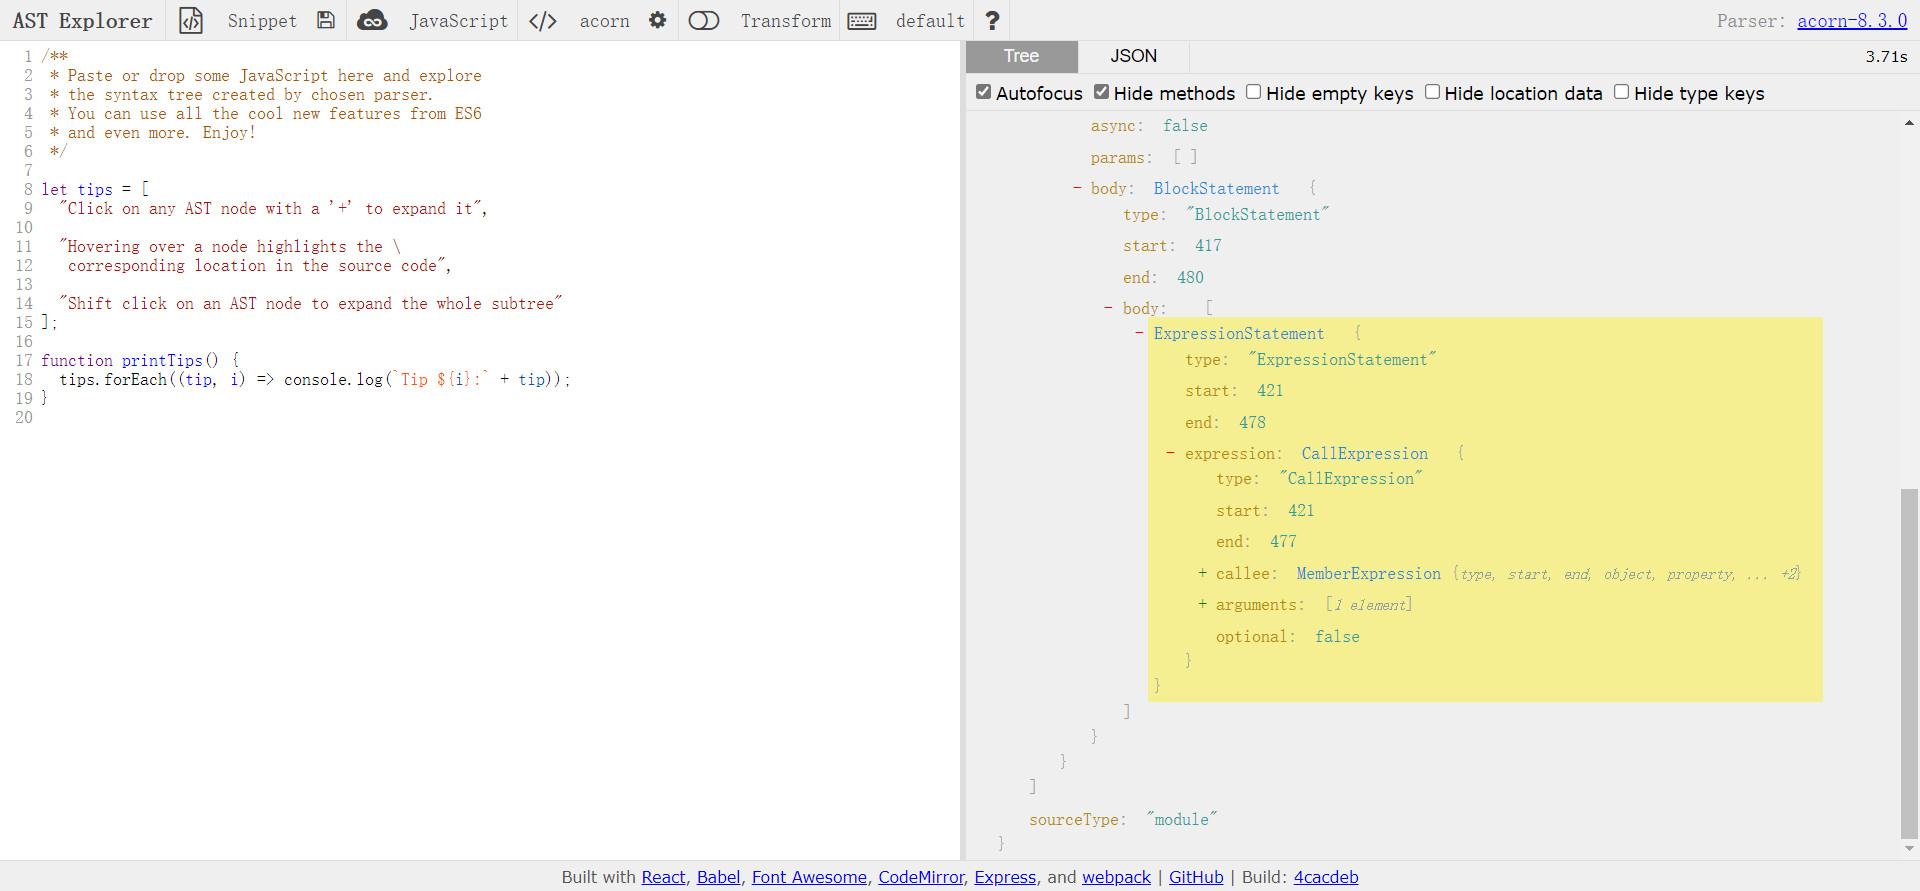 AST Explorer Snippet JavaScript </> acorn Transform default ? Parser: acorn-8.3.0
1 /**
2  * Paste or drop some JavaScript here and explore
3  * the syntax tree created by chosen parser.
4  * You can use all the cool new features from ES6
5  * and even more. Enjoy!
6  */
7
8 let tips = [
9   "Click on any AST node with a '+' to expand it",
10
11   "Hovering over a node highlights the \
12    corresponding location in the source code",
13
14   "Shift click on an AST node to expand the whole subtree"
15 ];
16
17 function printTips() {
18   tips.forEach((tip, i) => console.log(`Tip ${i}:` + tip));
19 }
20
Tree JSON 3.71s
Autofocus Hide methods Hide empty keys Hide location data Hide type keys
async: false
params: [ ]
- body: BlockStatement {
type: "BlockStatement"
start: 417
end: 480
- body: [
- ExpressionStatement {
type: "ExpressionStatement"
start: 421
end: 478
- expression: CallExpression {
type: "CallExpression"
start: 421
end: 477
+ callee: MemberExpression {type, start, end, object, property, ... +2}
+ arguments: [1 element]
optional: false
}
}
]
}
}
]
sourceType: "module"
}
Built with React, Babel, Font Awesome, CodeMirror, Express, and webpack | GitHub | Build: 4cacdeb